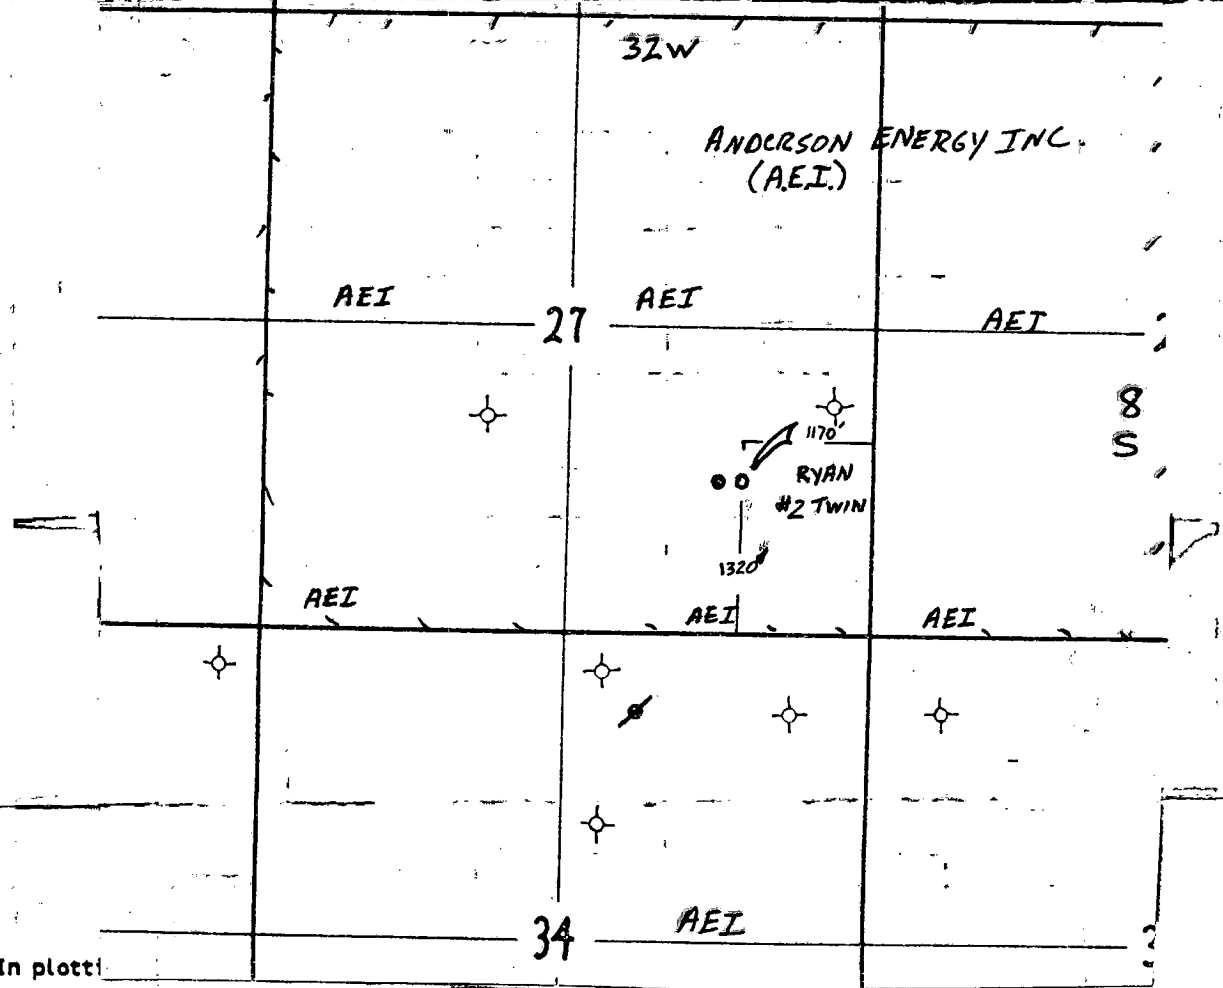 32W
ANDERSON ENERGY INC.
(A.E.I.)
AEI
AEI
AEI
27
8
S
1170'
RYAN
#2 TWIN
1320'
AEI
AEI
AEI
34
AEI
In plotti